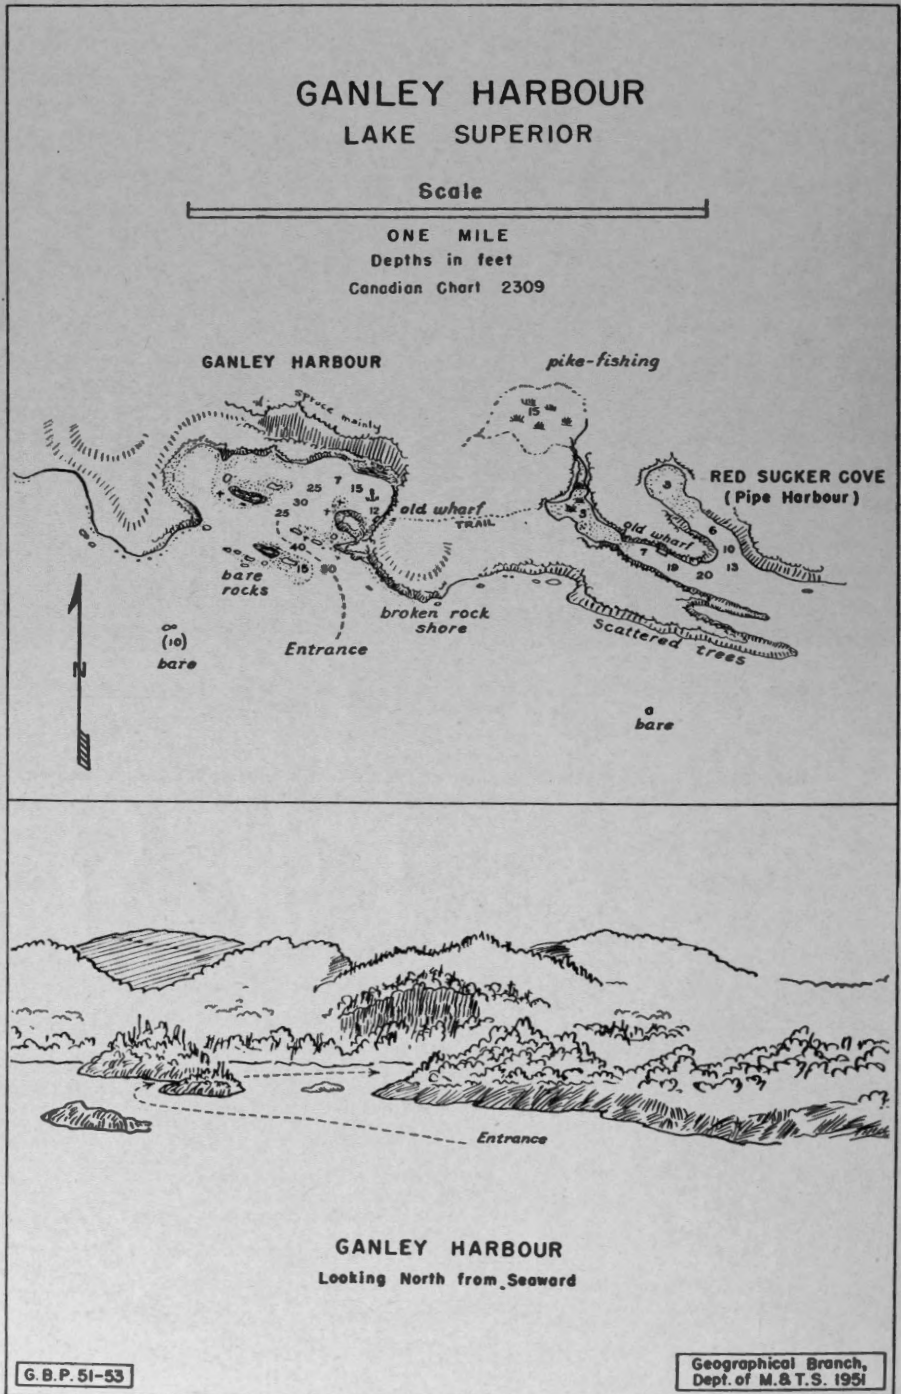 GANLEY HARBOUR
LAKE SUPERIOR
Scale
ONE MILE
Depths in feet
Canadian Chart 2309
GANLEY HARBOUR
pike-fishing
Spruce mainly
15
RED SUCKER COVE
(Pipe Harbour)
3
7
25
15
30
12
25
old wharf
TRAIL
5
6
old wharf
10
7
19
20
13
40
15
30
bare
rocks
broken rock
shore
Scattered trees
Entrance
(10)
bare
N
bare
Entrance
GANLEY HARBOUR
Looking North from Seaward
G.B.P. 51-53
Geographical Branch,
Dept. of M.& T.S. 1951